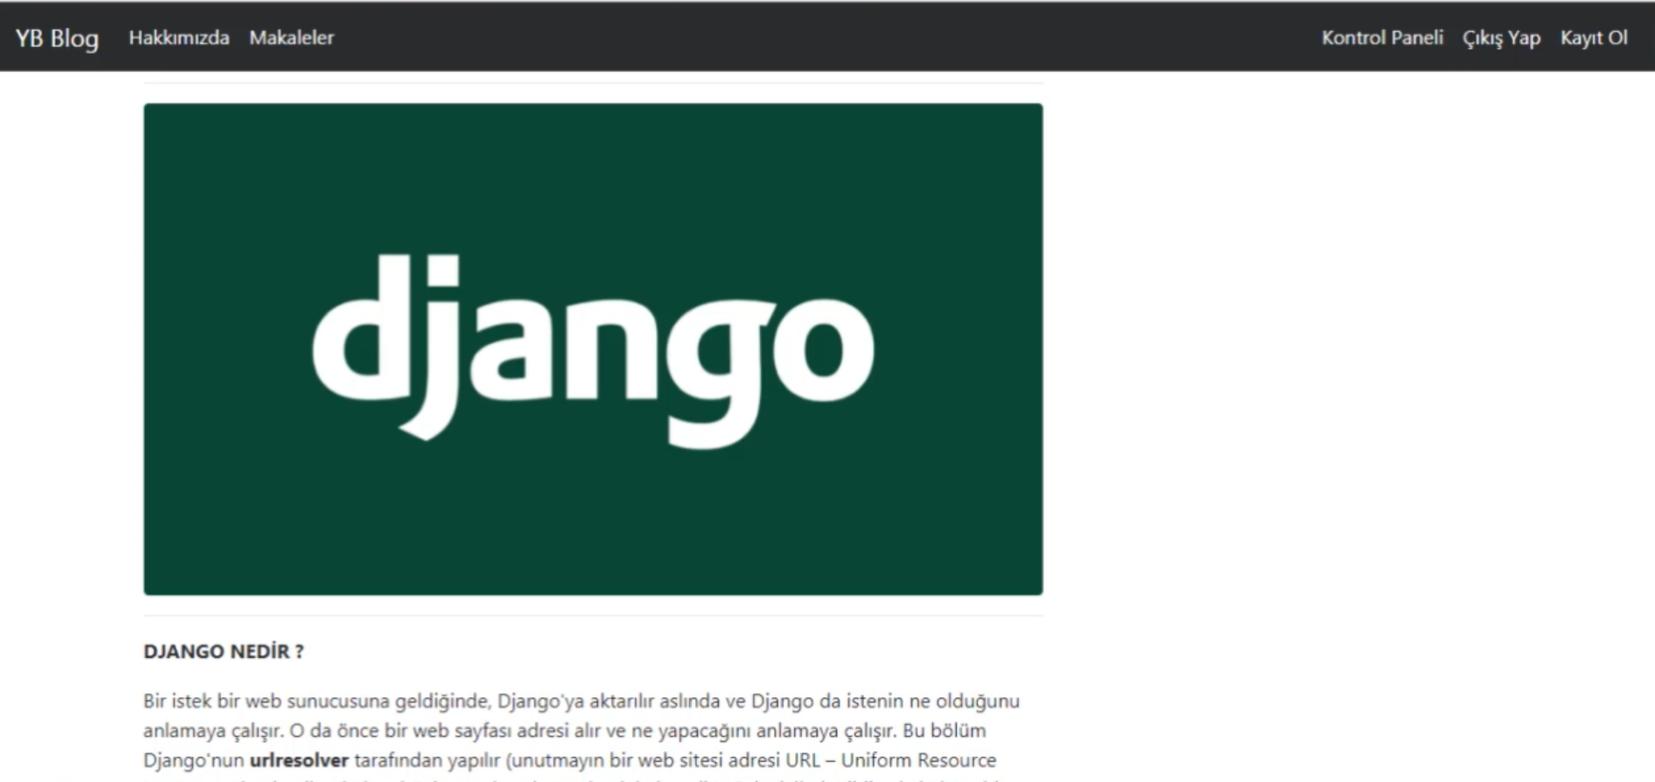 YB Blog Hakkımızda Makaleler Kontrol Paneli Çıkış Yap Kayıt Ol
django
DJANGO NEDİR ?
Bir istek bir web sunucusuna geldiğinde, Django'ya aktarılır aslında ve Django da istenin ne olduğunu
anlamaya çalışır. O da önce bir web sayfası adresi alır ve ne yapacağını anlamaya çalışır. Bu bölüm
Django'nun urlresolver tarafından yapılır (unutmayın bir web sitesi adresi URL – Uniform Resource